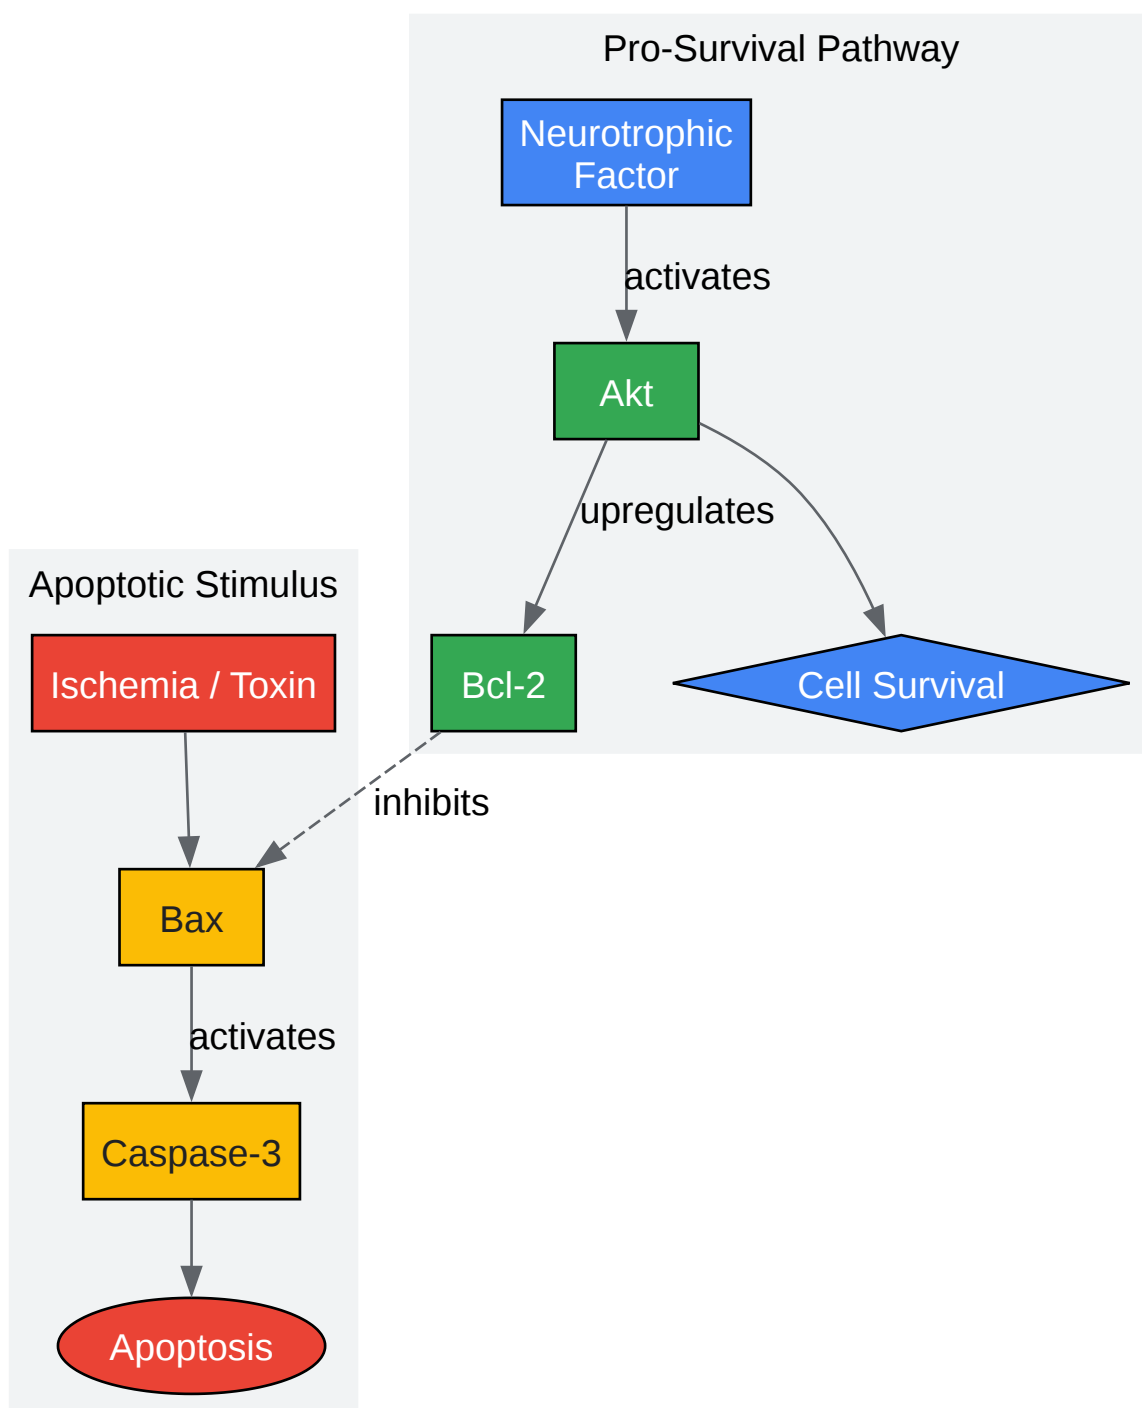 Pro-Survival Pathway
Neurotrophic
Factor
activates
Akt
upregulates
Apoptotic Stimulus
Ischemia / Toxin
Bcl-2
Cell Survival
inhibits
Bax
activates
Caspase-3
Apoptosis